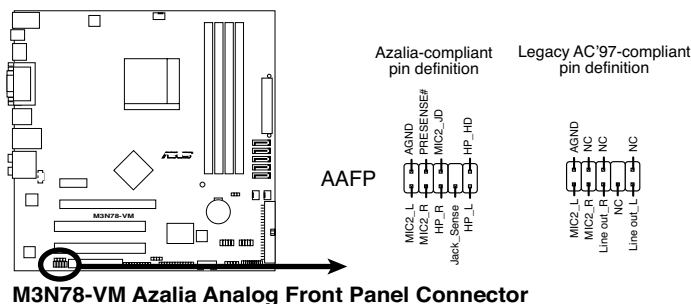 Azalia-compliant
pin definition
Legacy AC'97-compliant
pin definition
AGND
PRESENSE#
MIC2_JD
HP_HD
AGND
NC
NC
NC
AAFP
MIC2_L
MIC2_R
HP_R
Jack_Sense
HP_L
MIC2_L
MIC2_R
Line out_R
NC
Line out_L
ASUS
M3N78-VM
M3N78-VM Azalia Analog Front Panel Connector